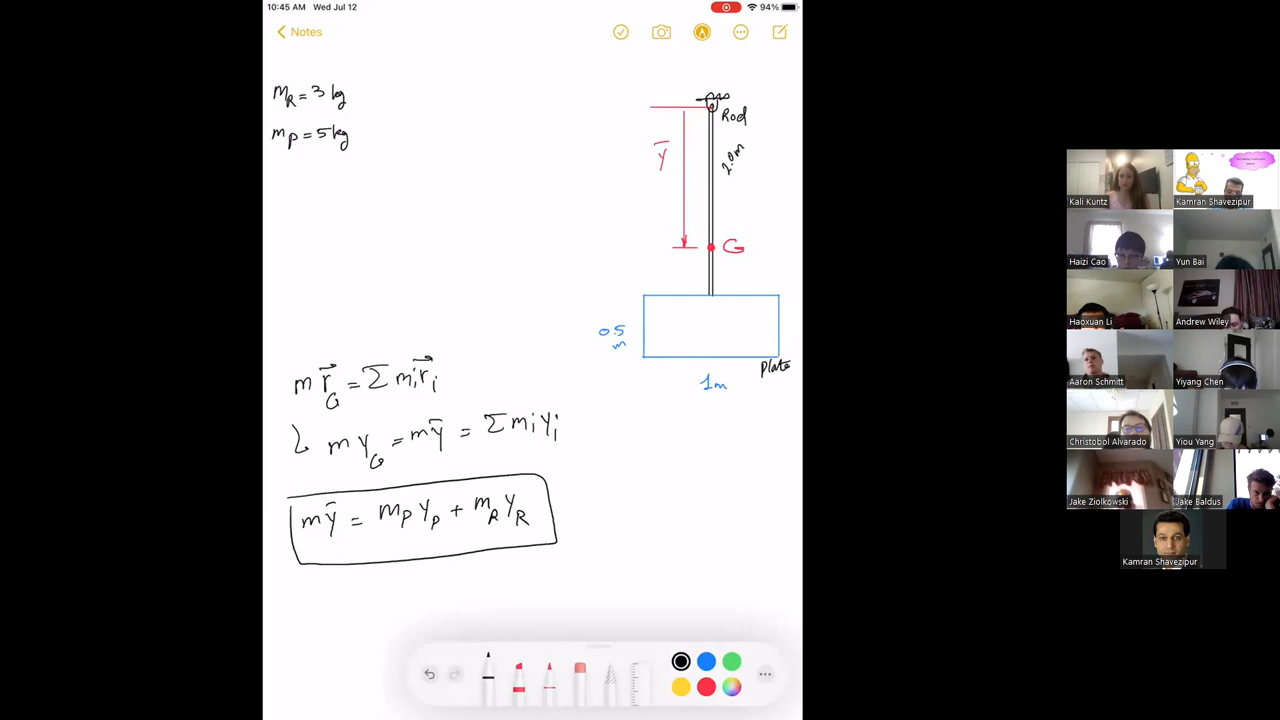 10:45 AM Wed Jul 12
94%
Notes
m_R = 3 kg
m_P = 5 kg
Rod
2.0m
ȳ
G
0.5
m
1m
plate
m r⃗_G = Σ m_i r⃗_i
m y_G = m ȳ = Σ m_i y_i
m ȳ = m_P y_P + m_R y_R
Kali Kuntz
Kamran Shavezipur
Haizi Cao
Yun Bai
Haoxuan Li
Andrew Wiley
Aaron Schmitt
Yiyang Chen
Christobol Alvarado
Yiou Yang
Jake Ziolkowski
Jake Baldus
Kamran Shavezipur